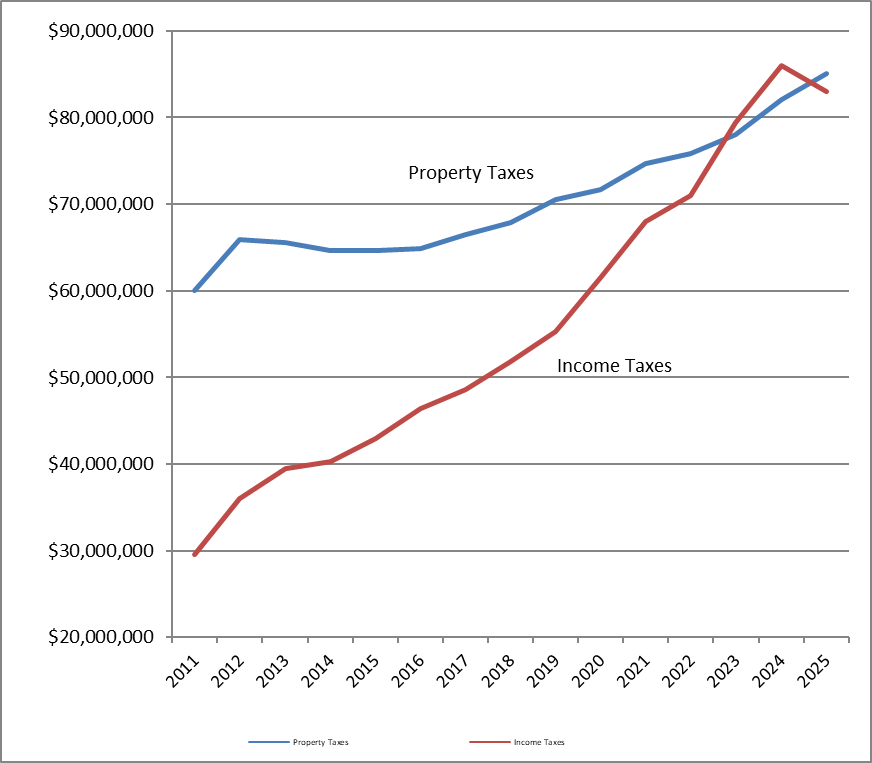 $90,000,000
$80,000,000
Property Taxes
$70,000,000
$60,000,000
Income Taxes
$50,000,000
$40,000,000
$30,000,000
$20,000,000
2011 2012 2013 2014 2015 2016 2017 2018 2019 2020 2021 2022 2023 2024 2025
Property Taxes Income Taxes